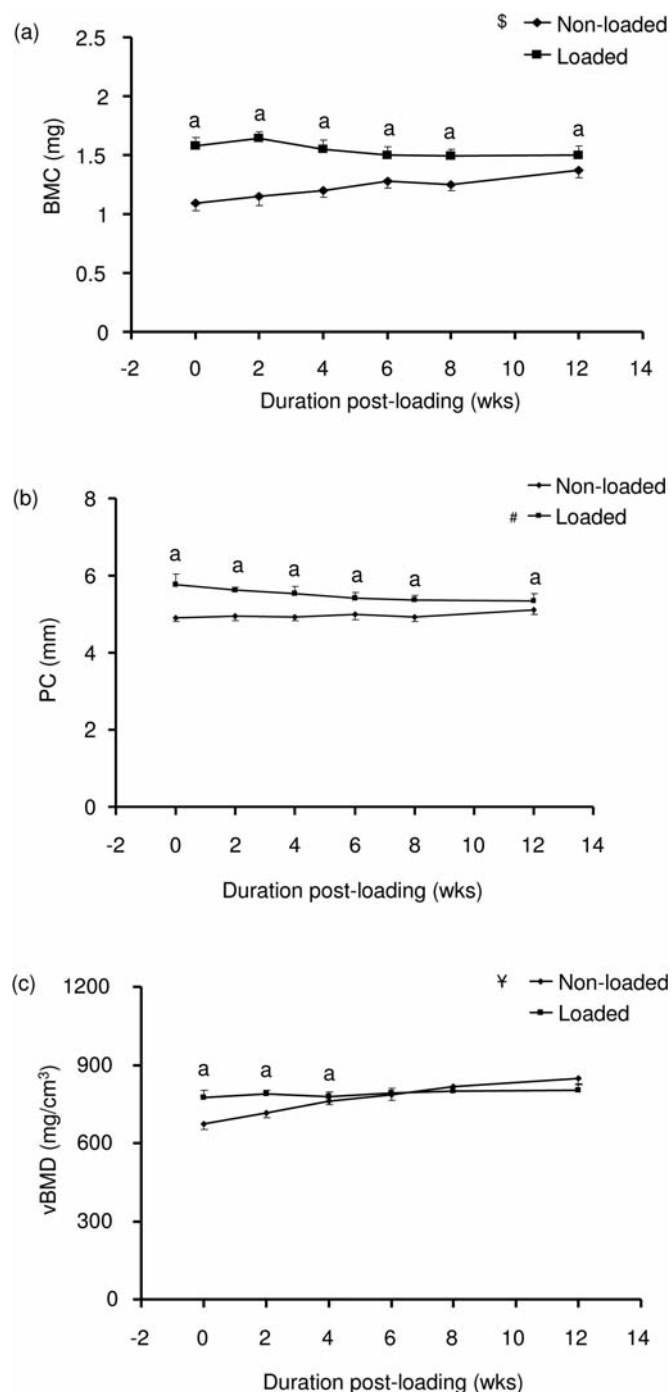 (a)
$ Non-loaded
Loaded
2.5
2
1.5
1
0.5
0
BMC (mg)
a a a a a a
-2 0 2 4 6 8 10 12 14
Duration post-loading (wks)
(b)
Non-loaded
# Loaded
8
6
4
2
0
PC (mm)
a a a a a a
-2 0 2 4 6 8 10 12 14
Duration post-loading (wks)
(c)
¥ Non-loaded
Loaded
1200
900
600
300
0
vBMD (mg/cm³)
a a a
-2 0 2 4 6 8 10 12 14
Duration post-loading (wks)